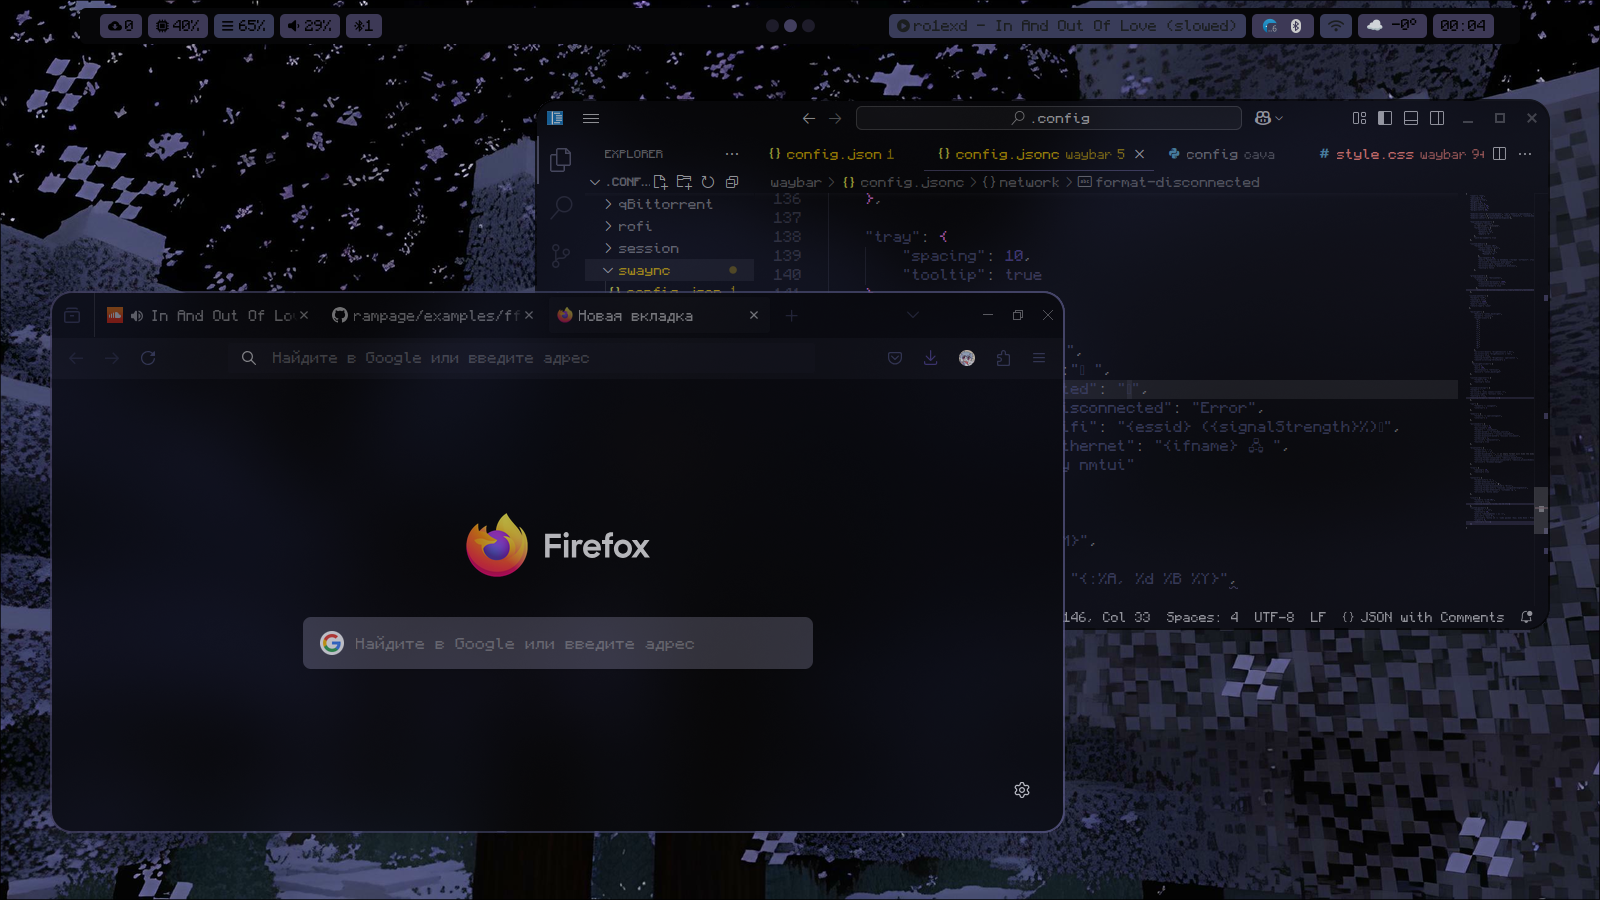 0 40% 65% 29% 1 ro1exd - In And Out Of Love (slowed) -0° 00:04
.config
EXPLORER ··· {} config.json 1 {} config.jsonc waybar 5 config cava # style.css waybar 9+ ···
.CONF... waybar > {} config.jsonc > {} network > format-disconnected
> qBittorrent
> rofi
> session
swaync
{} config.json 1
136 },
137
138 "tray": {
139 "spacing": 10,
140 "tooltip": true
In And Out Of Lo
rampage/examples/ff
Новая вкладка
Найдите в Google или введите адрес
",
" ",
ted": " ",
isconnected": "Error",
ifi": "{essid} ({signalStrength}%)",
thernet": "{ifname} ",
y nmtui"
}",
"{:%A, %d %B %Y}",
146, Col 33 Spaces: 4 UTF-8 LF {} JSON with Comments
Firefox
Найдите в Google или введите адрес